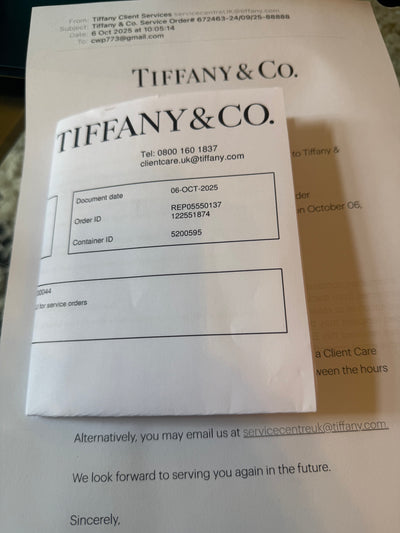 From: Tiffany Client Services servicecentreUK@tiffany.com
Subject: Tiffany & Co. Service Order# 672463-24/09/25-88888
Date: 6 Oct 2025 at 10:05:14
To: cwp773@gmail.com
TIFFANY & CO.
TIFFANY & CO.
Tel: 0800 160 1837
clientcare.uk@tiffany.com
Document date 06-OCT-2025
REP05550137
Order ID 122551874
Container ID 5200595
00044
for service orders
to Tiffany &
der
n October 06,
a Client Care
ween the hours
Alternatively, you may email us at servicecentreuk@tiffany.com.
We look forward to serving you again in the future.
Sincerely,